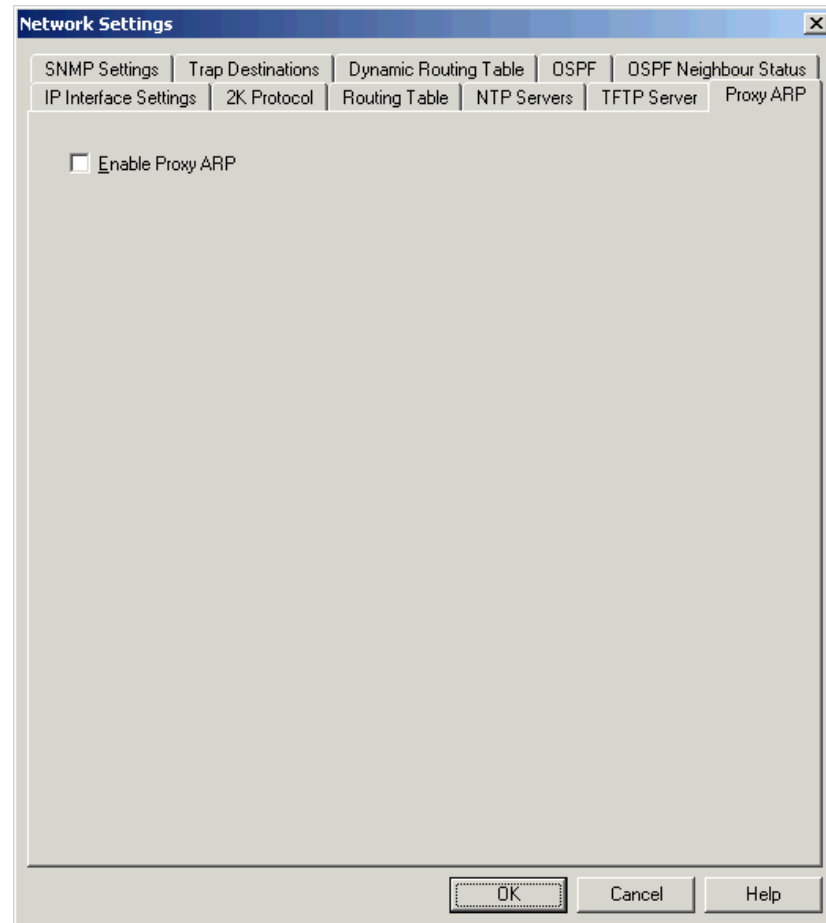 Network Settings
SNMP Settings Trap Destinations Dynamic Routing Table OSPF OSPF Neighbour Status
IP Interface Settings 2K Protocol Routing Table NTP Servers TFTP Server Proxy ARP
Enable Proxy ARP
OK Cancel Help